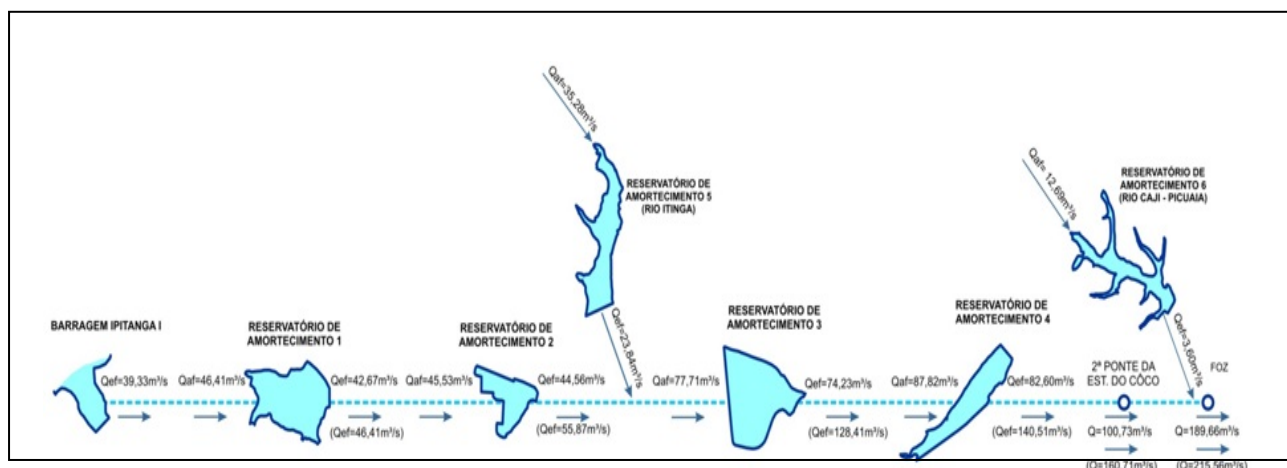 Qaf=35,28m³/s
RESERVATÓRIO DE
AMORTECIMENTO 5
(RIO ITINGA)
Qef=23,84m³/s
Qaf= 12,69m³/s
RESERVATÓRIO DE
AMORTECIMENTO 6
(RIO CAJI - PICUAIA)
Qef=3,60m³/s
BARRAGEM IPITANGA I
RESERVATÓRIO DE
AMORTECIMENTO 1
RESERVATÓRIO DE
AMORTECIMENTO 2
RESERVATÓRIO DE
AMORTECIMENTO 3
RESERVATÓRIO DE
AMORTECIMENTO 4
2ª PONTE DA
EST. DO CÔCO
FOZ
Qef=39,33m³/s
Qaf=46,41m³/s
Qef=42,67m³/s
(Qef=46,41m³/s)
Qaf=45,53m³/s
Qef=44,56m³/s
(Qef=55,87m³/s)
Qaf=77,71m³/s
Qef=74,23m³/s
(Qef=128,41m³/s)
Qaf=87,82m³/s
Qef=82,60m³/s
(Qef=140,51m³/s)
Q=100,73m³/s
(Q=160,71m³/s)
Q=189,66m³/s
(Q=215,56m³/s)